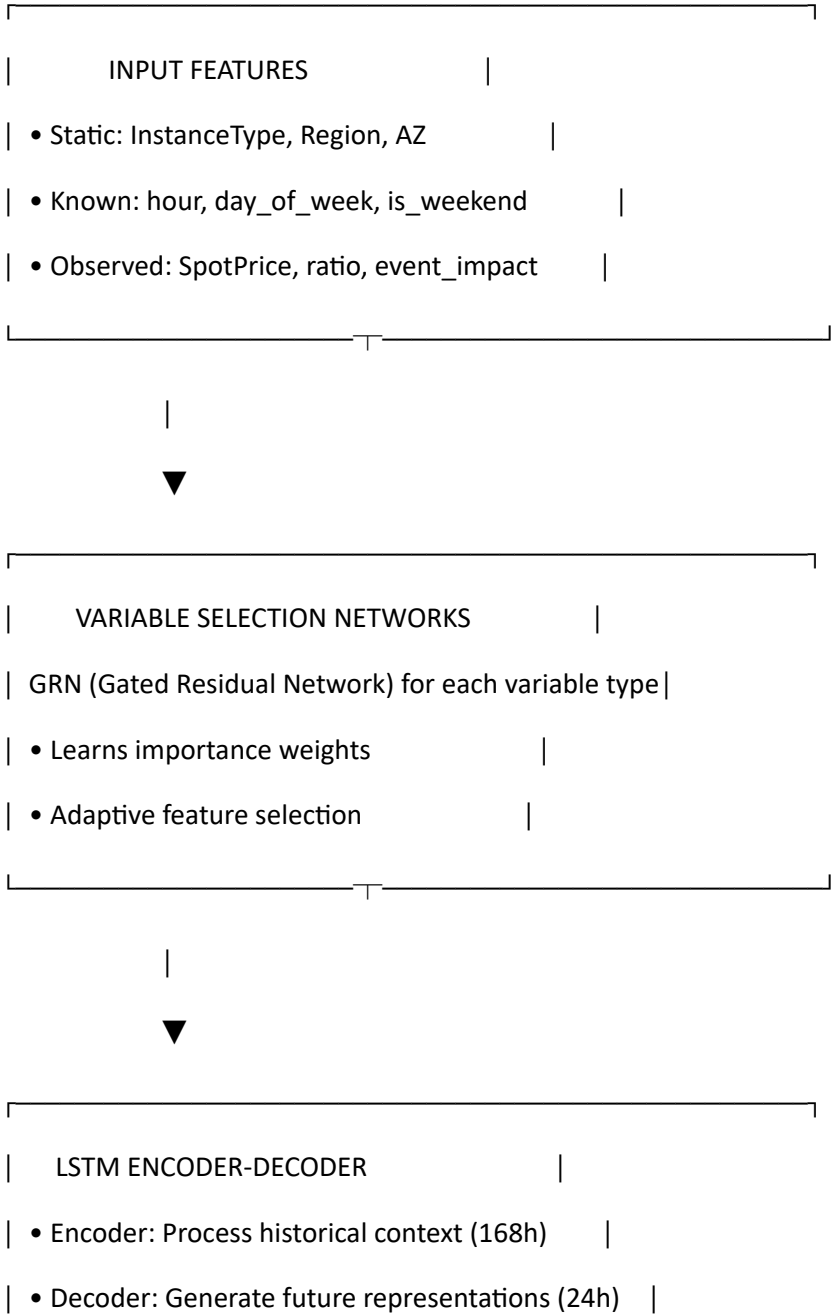 INPUT FEATURES
• Static: InstanceType, Region, AZ
• Known: hour, day_of_week, is_weekend
• Observed: SpotPrice, ratio, event_impact
VARIABLE SELECTION NETWORKS
GRN (Gated Residual Network) for each variable type
• Learns importance weights
• Adaptive feature selection
LSTM ENCODER-DECODER
• Encoder: Process historical context (168h)
• Decoder: Generate future representations (24h)